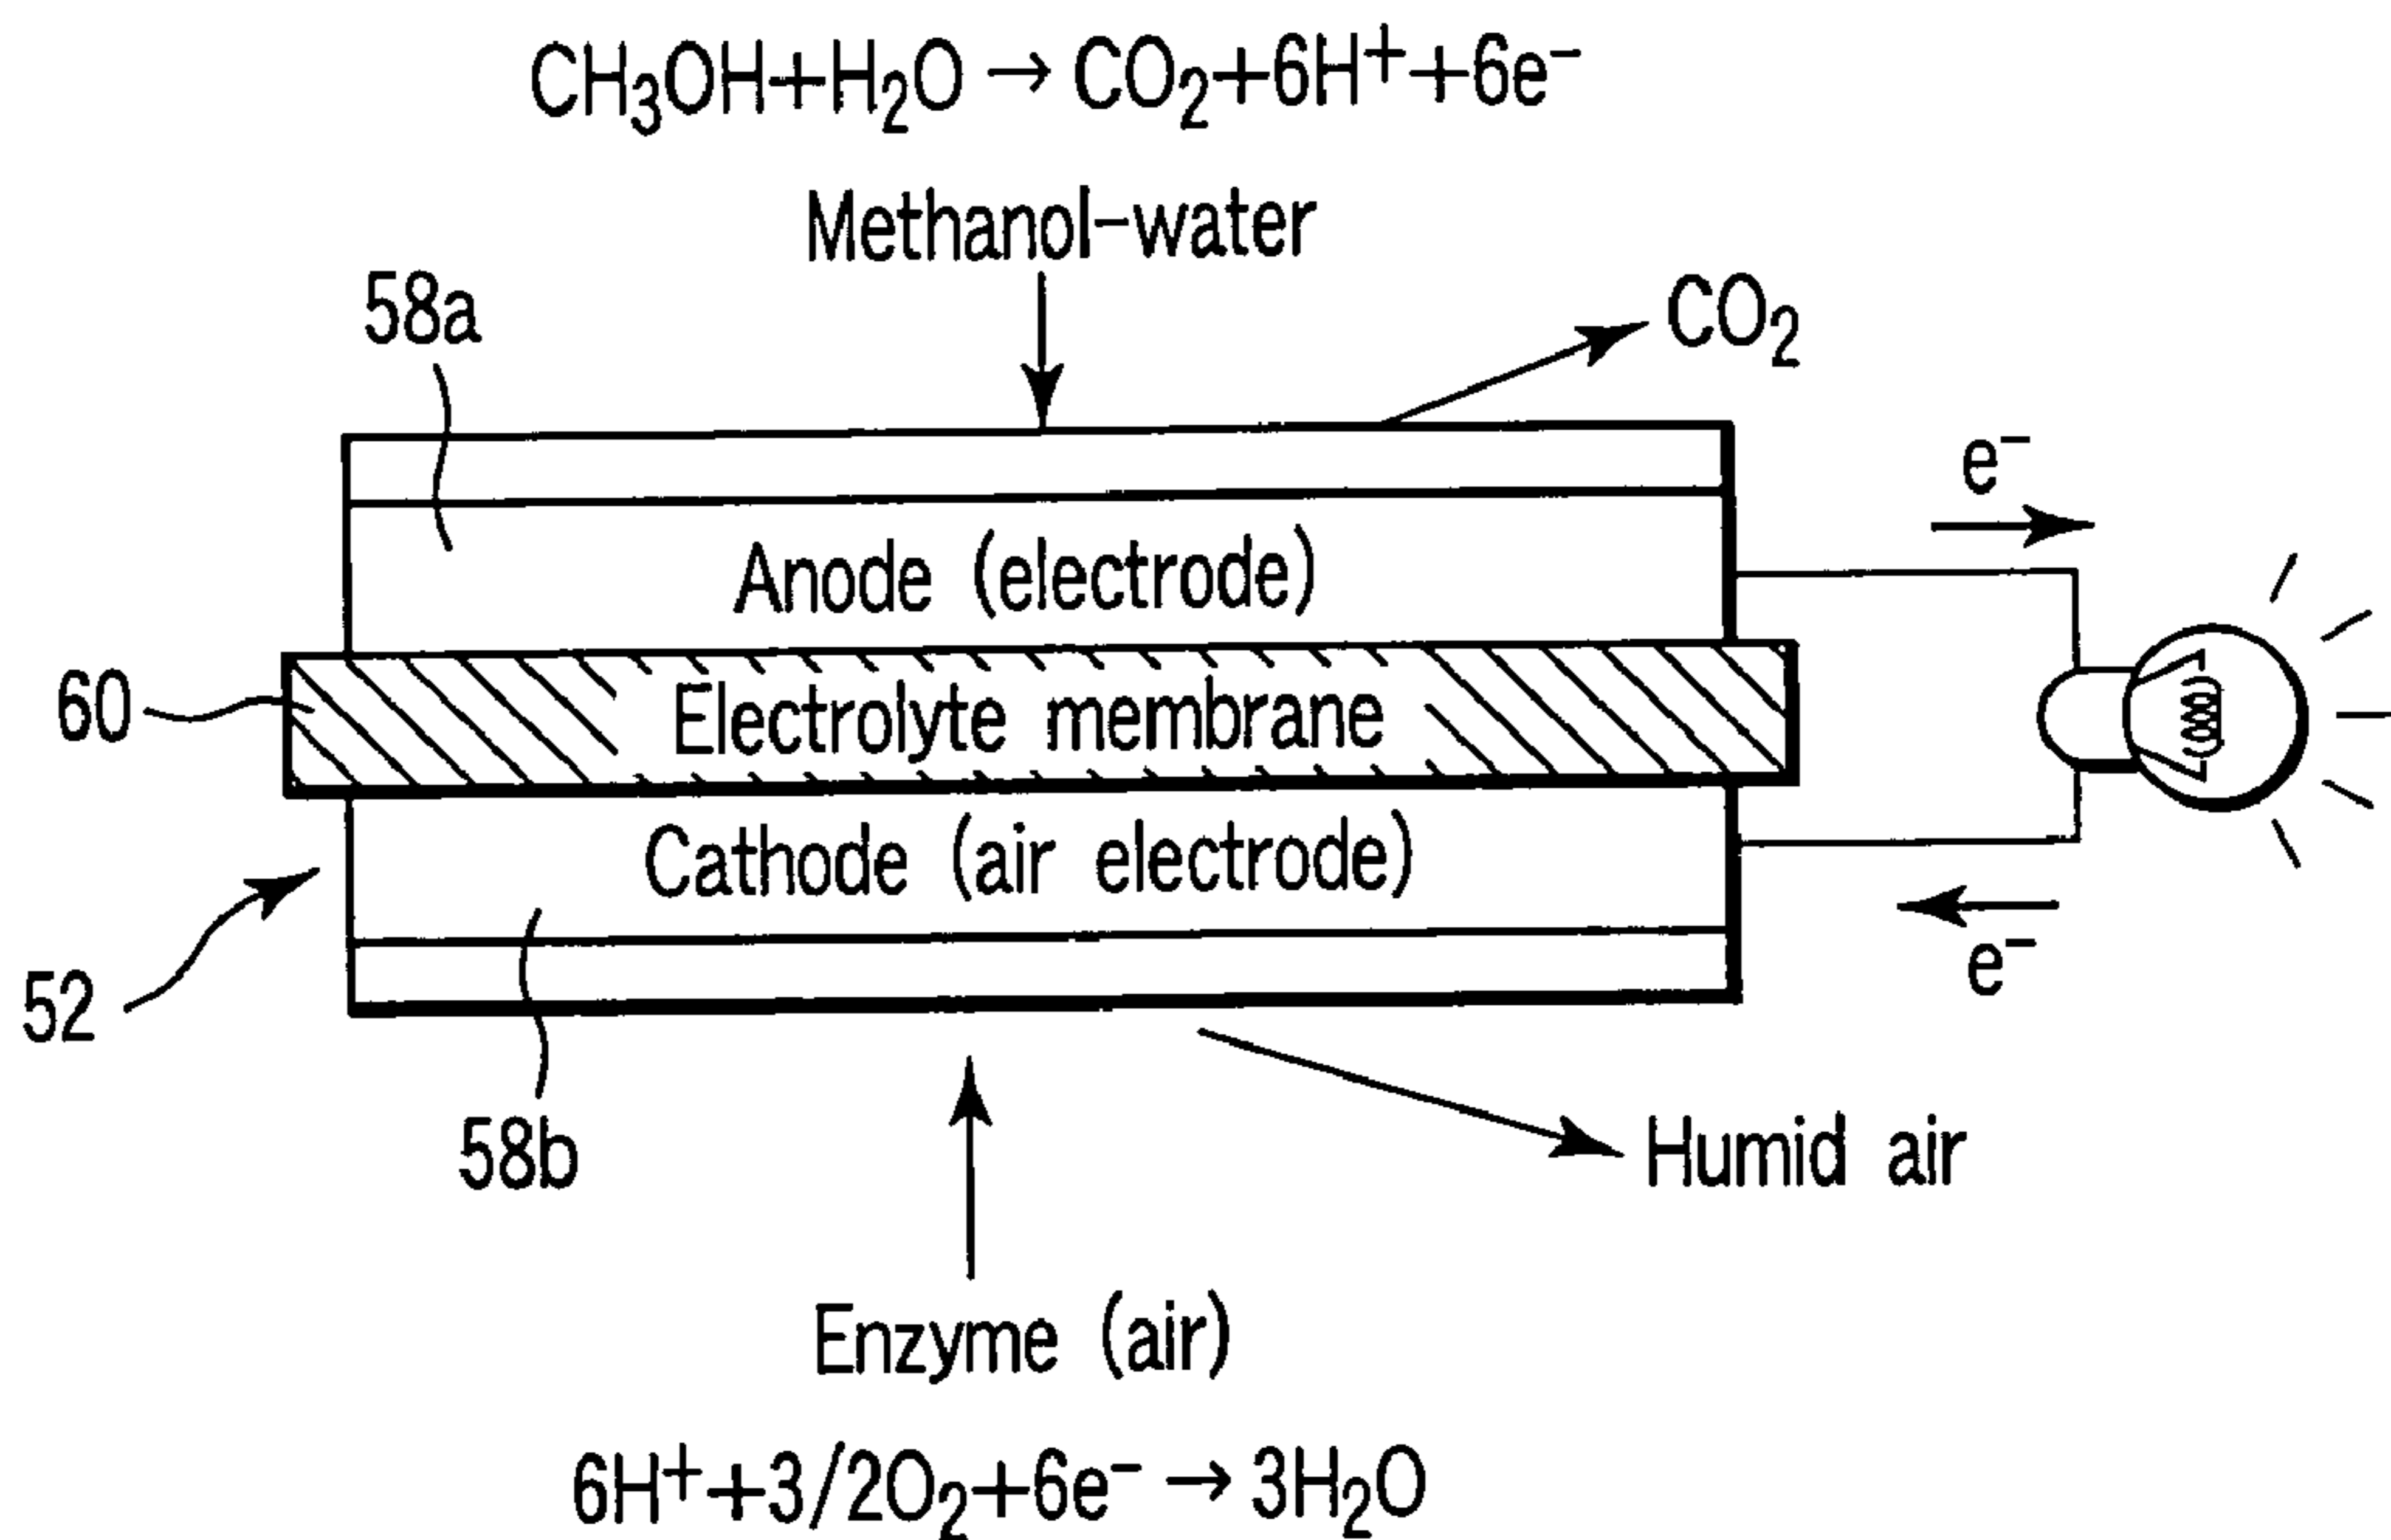 CH₃OH+H₂O → CO₂+6H⁺+6e⁻
Methanol-water
58a
CO₂
e⁻
Anode (electrode)
60
Electrolyte membrane
Cathode (air electrode)
52
e⁻
58b
Humid air
Enzyme (air)
6H⁺+3/2O₂+6e⁻ → 3H₂O